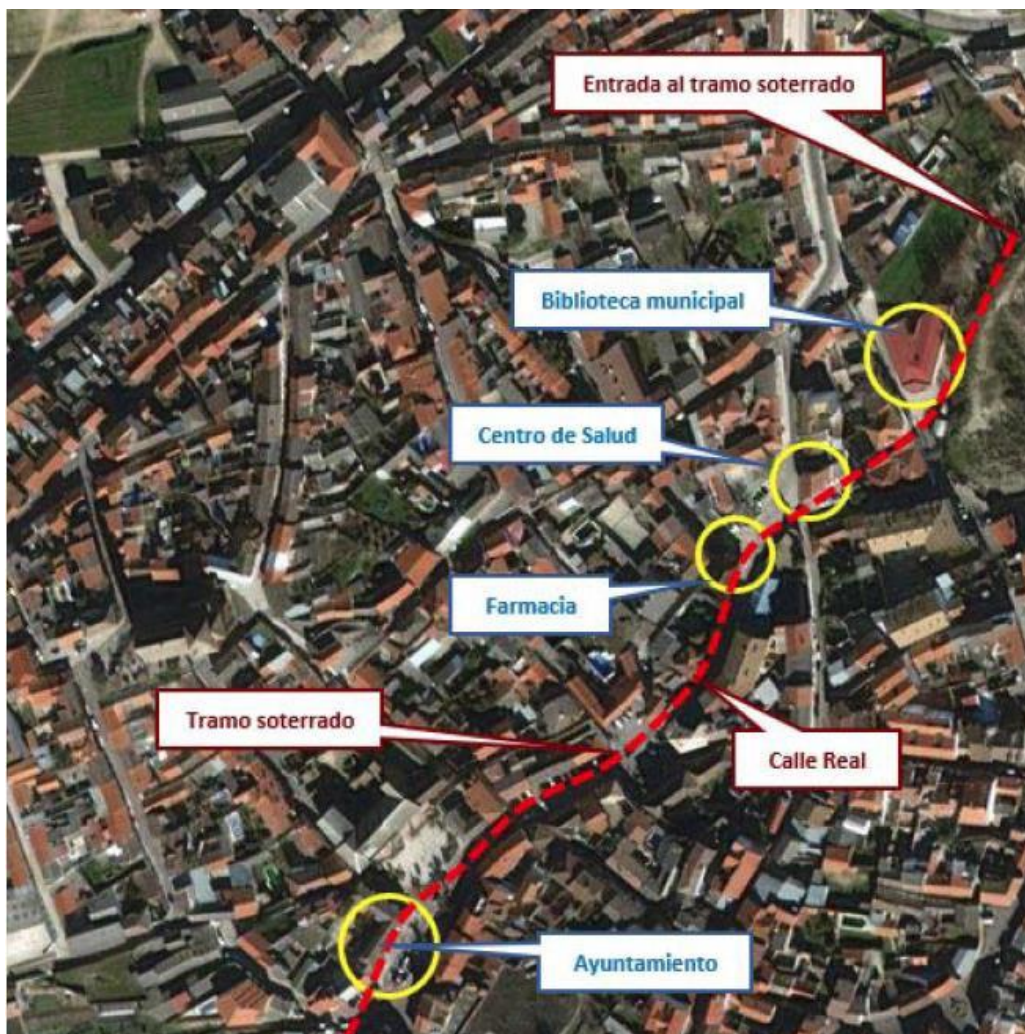 Entrada al tramo soterrado
Biblioteca municipal
Centro de Salud
Farmacia
Tramo soterrado
Calle Real
Ayuntamiento